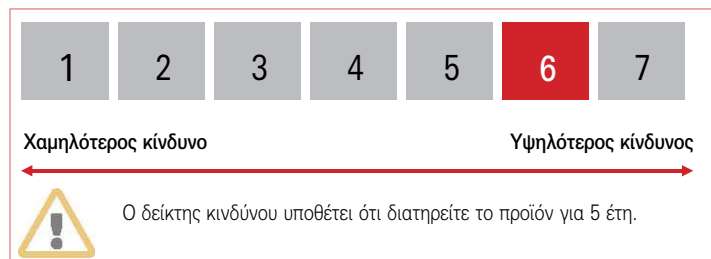 1 2 3 4 5 6 7
Χαμηλότερος κίνδυνο Υψηλότερος κίνδυνος
Ο δείκτης κινδύνου υποθέτει ότι διατηρείτε το προϊόν για 5 έτη.